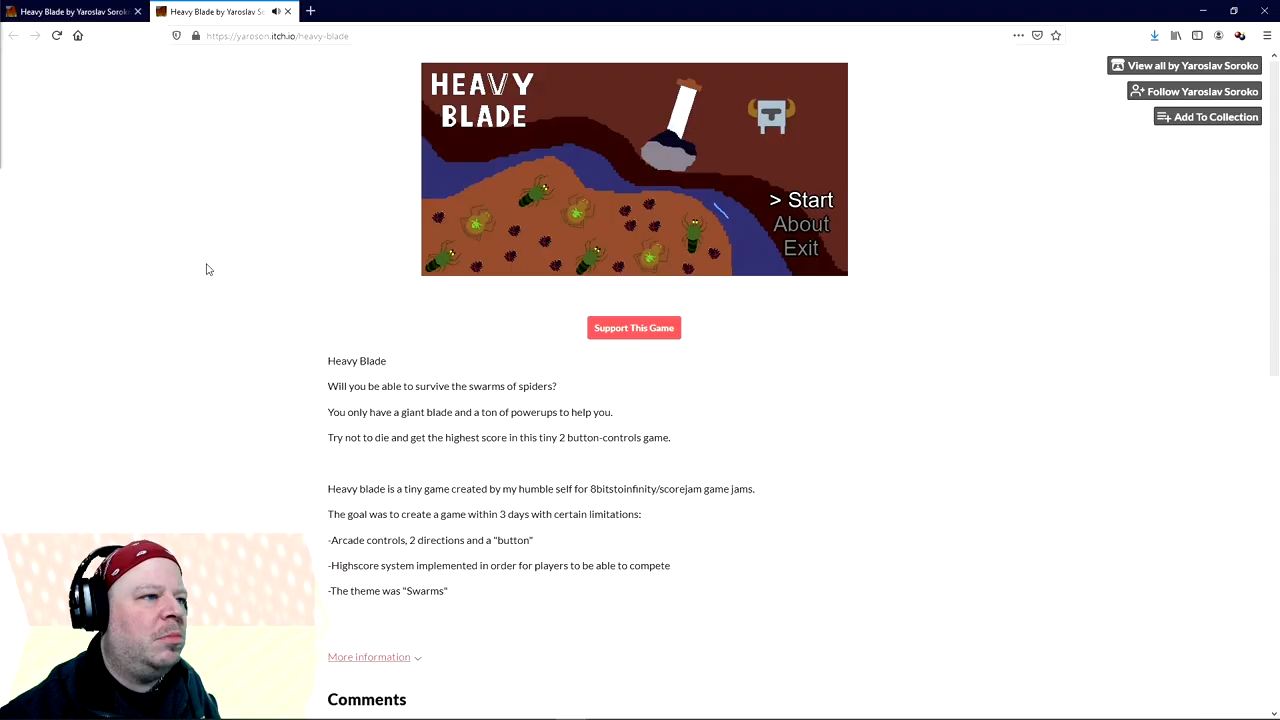 Heavy Blade by Yaroslav Soroko
Heavy Blade by Yaroslav So
https://yaroson.itch.io/heavy-blade
View all by Yaroslav Soroko
Follow Yaroslav Soroko
Add To Collection
HEAVY
BLADE
> Start
About
Exit
Support This Game
Heavy Blade
Will you be able to survive the swarms of spiders?
You only have a giant blade and a ton of powerups to help you.
Try not to die and get the highest score in this tiny 2 button-controls game.
Heavy blade is a tiny game created by my humble self for 8bitstoinfinity/scorejam game jams.
The goal was to create a game within 3 days with certain limitations:
-Arcade controls, 2 directions and a "button"
-Highscore system implemented in order for players to be able to compete
-The theme was "Swarms"
More information
Comments